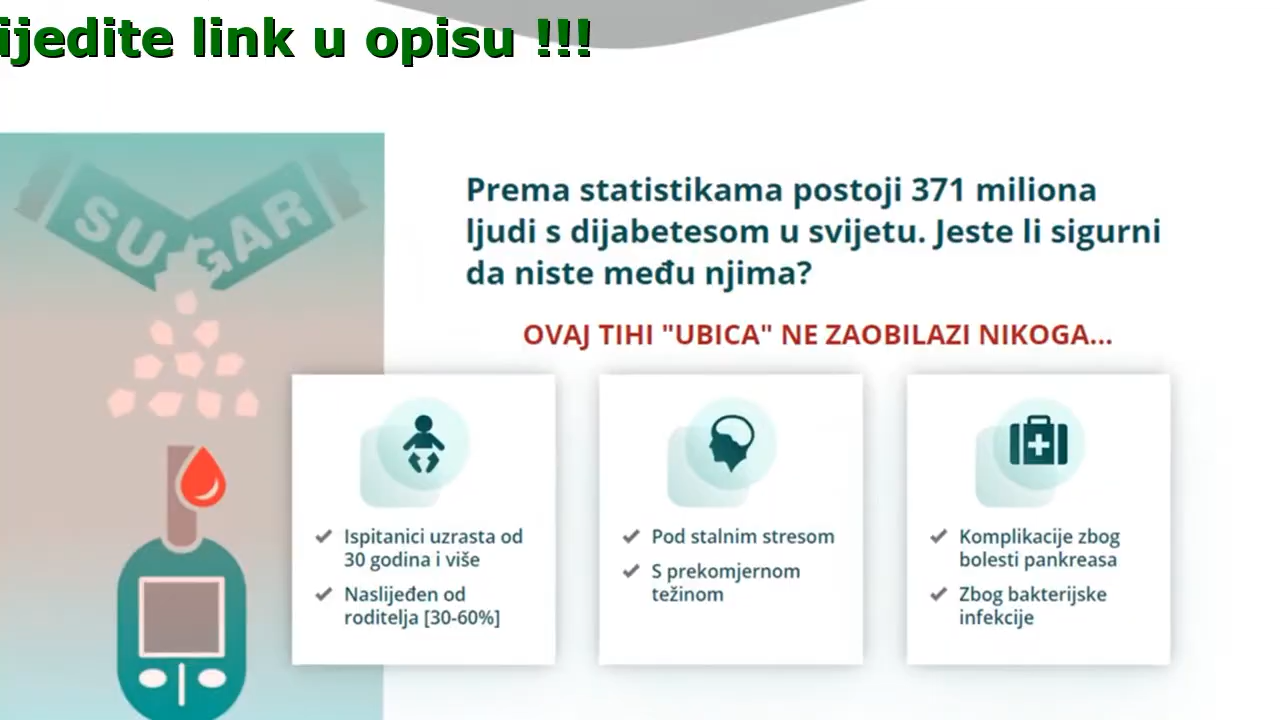 ijedite link u opisu !!!
SUGAR
Prema statistikama postoji 371 miliona
ljudi s dijabetesom u svijetu. Jeste li sigurni
da niste među njima?
OVAJ TIHI "UBICA" NE ZAOBILAZI NIKOGA...
Ispitanici uzrasta od
30 godina i više
Naslijeđen od
roditelja [30-60%]
Pod stalnim stresom
S prekomjernom
težinom
Komplikacije zbog
bolesti pankreasa
Zbog bakterijske
infekcije